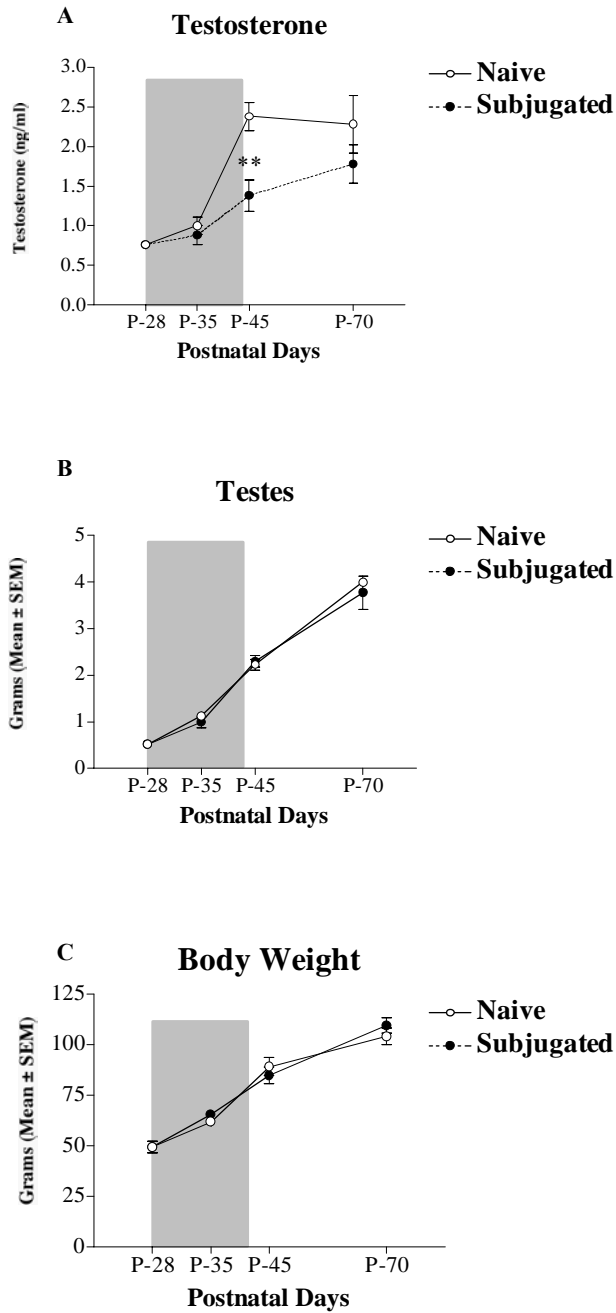 A
Testosterone
3.0
2.5
2.0
1.5
1.0
0.5
0.0
Testosterone (ng/ml)
**
P-28 P-35 P-45 P-70
Postnatal Days
Naive
Subjugated
B
Testes
5
4
3
2
1
0
Grams (Mean ± SEM)
P-28 P-35 P-45 P-70
Postnatal Days
Naive
Subjugated
C
Body Weight
125
100
75
50
25
0
Grams (Mean ± SEM)
P-28 P-35 P-45 P-70
Postnatal Days
Naive
Subjugated